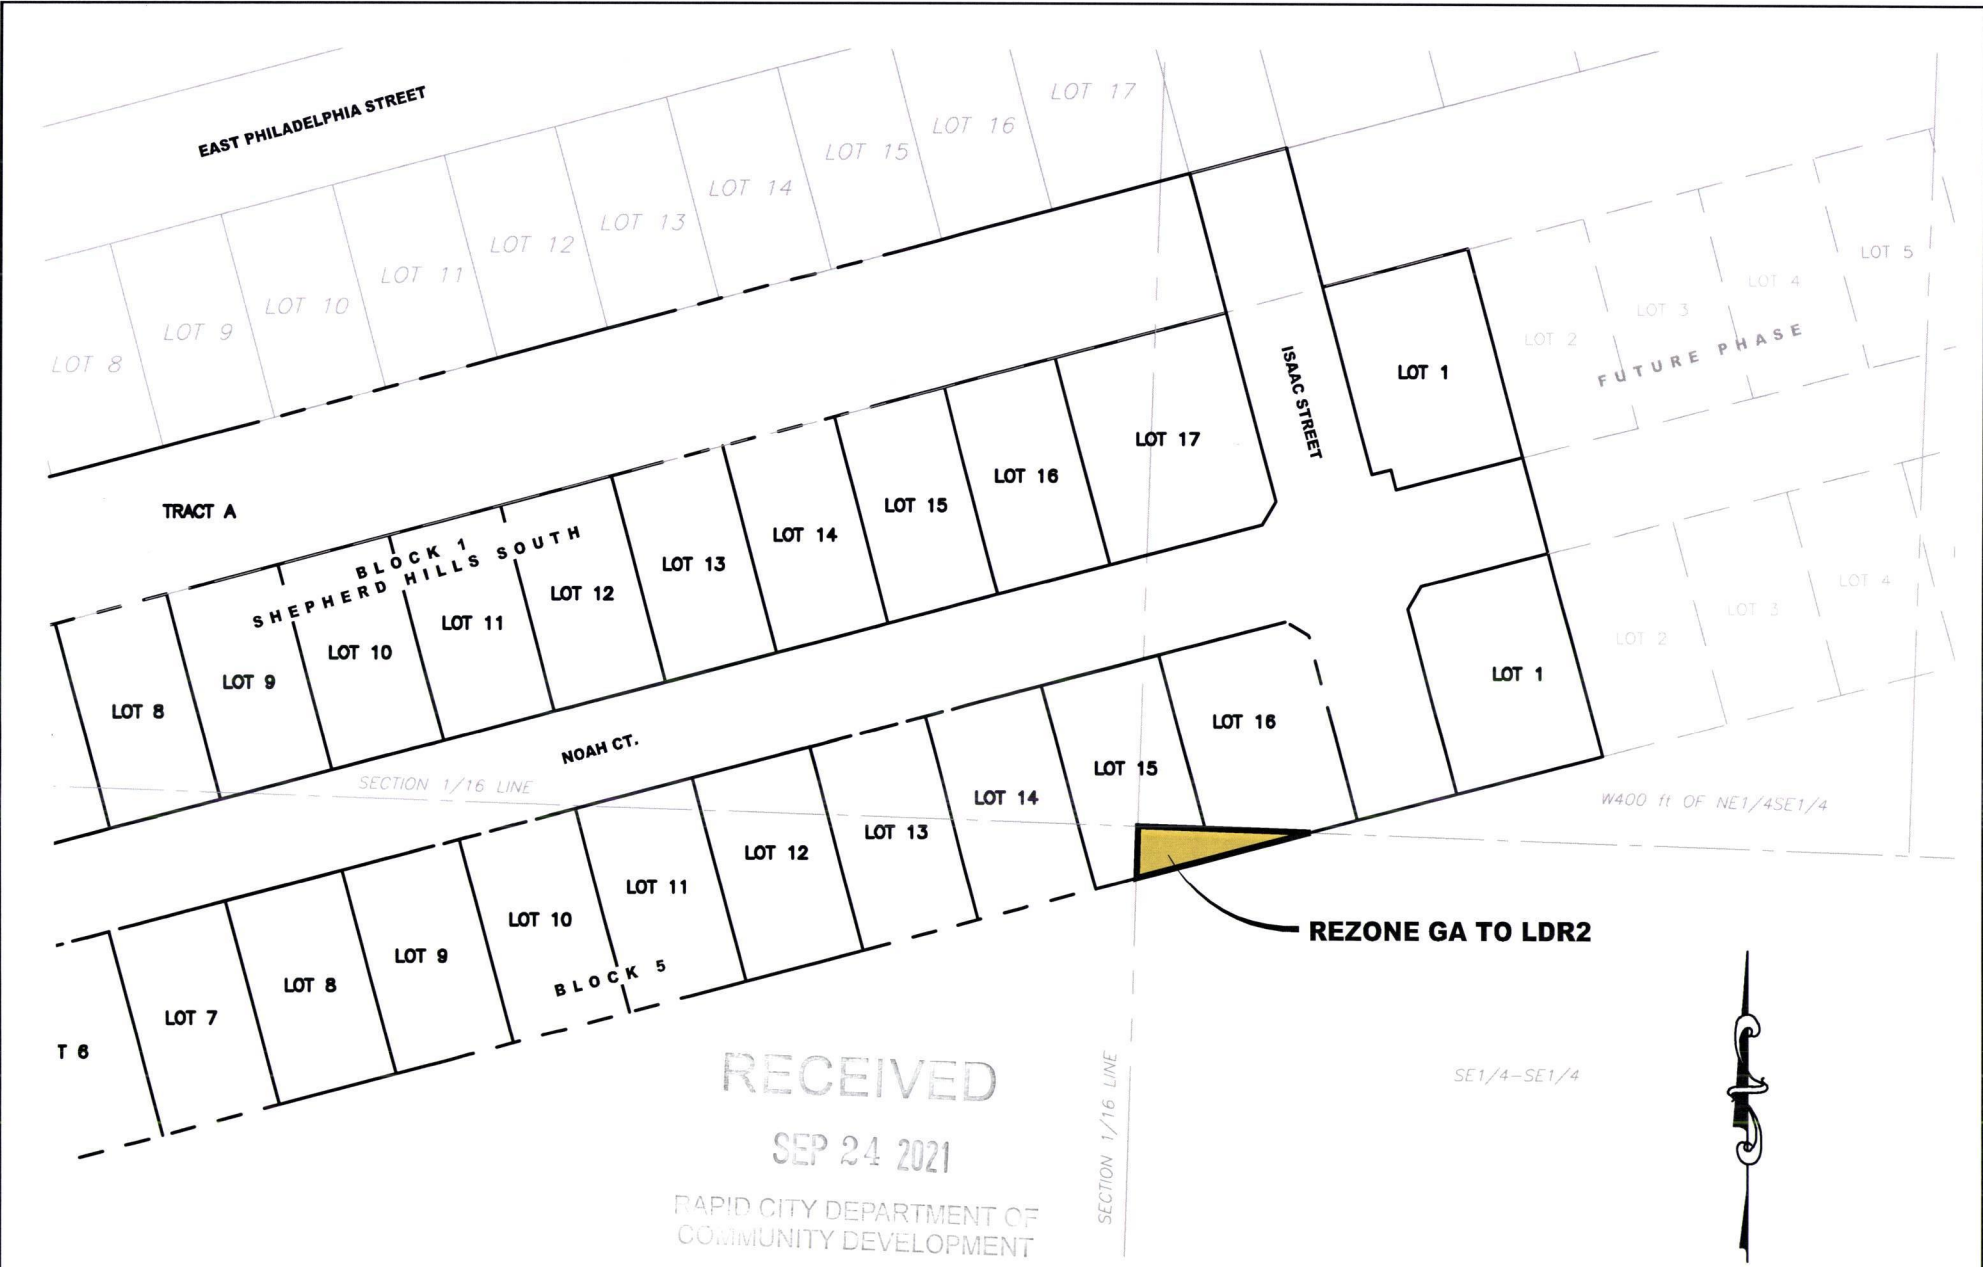 EAST PHILADELPHIA STREET
LOT 8
LOT 9
LOT 10
LOT 11
LOT 12
LOT 13
LOT 14
LOT 15
LOT 16
LOT 17
TRACT A
BLOCK 1
SHEPHERD HILLS SOUTH
LOT 8
LOT 9
LOT 10
LOT 11
LOT 12
LOT 13
LOT 14
LOT 15
LOT 16
LOT 17
ISAAC STREET
LOT 1
LOT 2
LOT 3
LOT 4
LOT 5
FUTURE PHASE
NOAH CT.
SECTION 1/16 LINE
T 6
LOT 7
LOT 8
LOT 9
LOT 10
LOT 11
LOT 12
LOT 13
LOT 14
LOT 15
LOT 16
BLOCK 5
LOT 1
LOT 2
LOT 3
LOT 4
W400 ft OF NE1/4SE1/4
REZONE GA TO LDR2
SECTION 1/16 LINE
SE1/4-SE1/4
RECEIVED
SEP 24 2021
RAPID CITY DEPARTMENT OF
COMMUNITY DEVELOPMENT